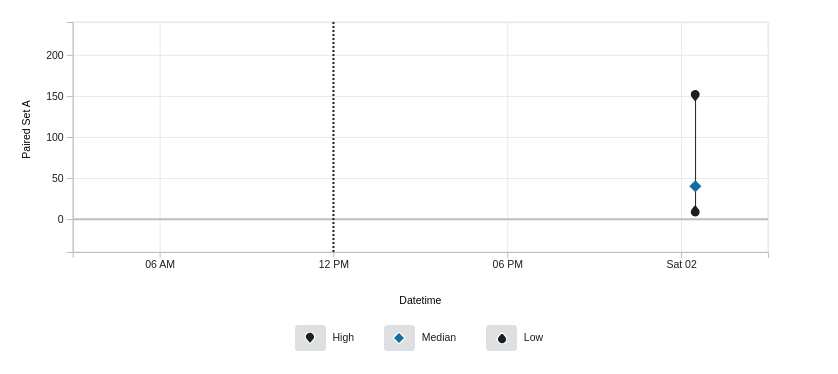 200
150
100
50
0
Paired Set A
06 AM
12 PM
06 PM
Sat 02
Datetime
High
Median
Low